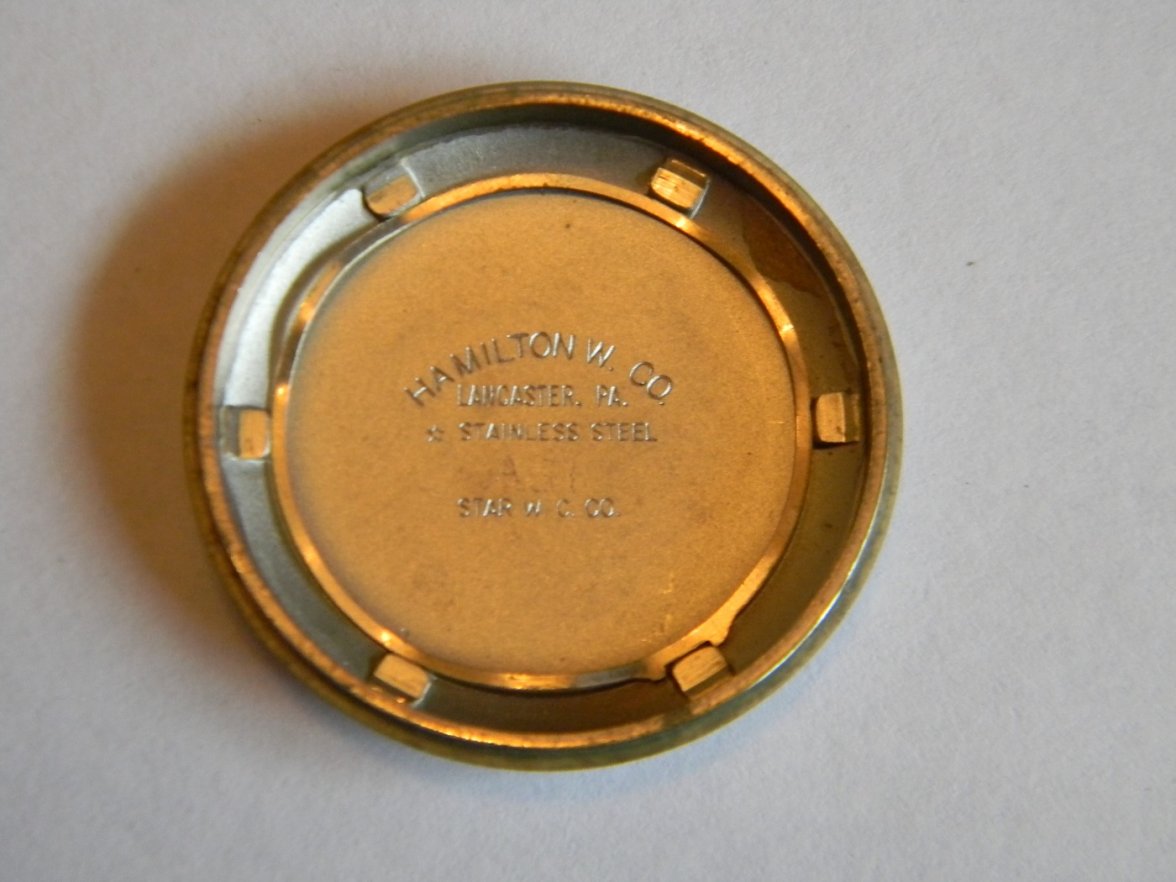 HAMILTON W. CO.
LANCASTER, PA.
☆ STAINLESS STEEL
STAR W. C. CO.